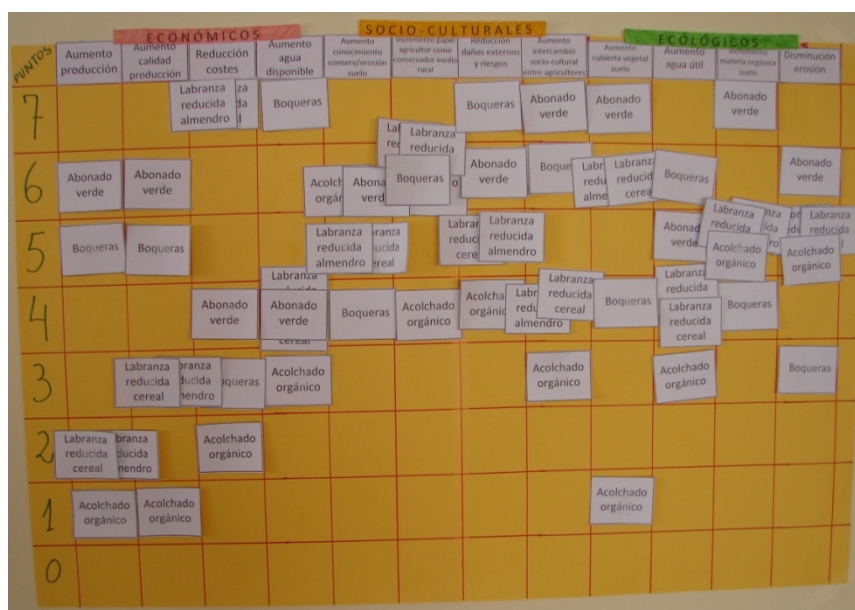 ECONÓMICOS
SOCIO-CULTURALES
ECOLÓGICOS
PUNTOS
Aumento
producción
Aumento
calidad
producción
Reducción
costes
Aumento
agua
disponible
Aumento
conocimiento
conserv/erosión
suelo
Incremento papel
agricultor como
conservador medio
rural
Reducción
daños externos
y riesgos
Aumento
intercambio
socio-cultural
entre agricultores
Aumento
cubierta vegetal
suelo
Aumento
agua útil
Incremento
materia orgánica
suelo
Disminución
erosión
7
Labranza
reducida
almendro
Boqueras
Boqueras
Abonado
verde
Abonado
verde
Abonado
verde
Labranza
reducida
6
Abonado
verde
Abonado
verde
Boqueras
Abonado
verde
Boqueras
Abonado
verde
5
Boqueras
Boqueras
Labranza
reducida
almendro
Labranza
reducida
almendro
Labranza
reducida
Labranza
reducida
Acolchado
orgánico
Acolchado
orgánico
4
Labranza
Abonado
verde
Abonado
verde
cereal
Boqueras
Acolchado
orgánico
Labranza
reducida
cereal
Boqueras
Labranza
reducida
Labranza
reducida
cereal
Boqueras
3
Labranza
reducida
cereal
Acolchado
orgánico
Acolchado
orgánico
Acolchado
orgánico
Boqueras
2
Labranza
reducida
cereal
Acolchado
orgánico
1
Acolchado
orgánico
Acolchado
orgánico
Acolchado
orgánico
0